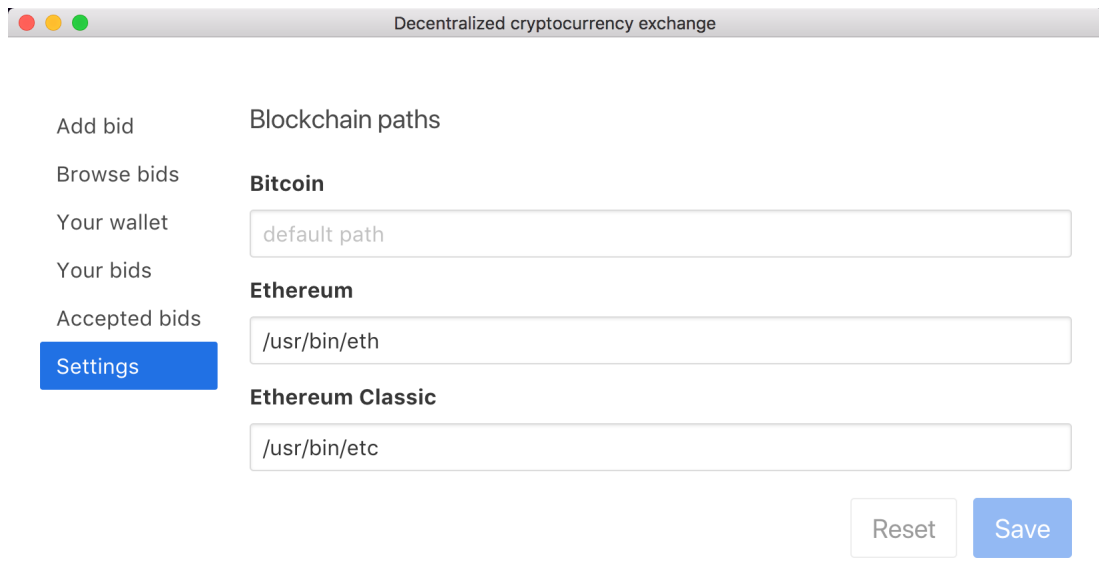 Decentralized cryptocurrency exchange
Add bid
Browse bids
Your wallet
Your bids
Accepted bids
Settings
Blockchain paths
Bitcoin
default path
Ethereum
/usr/bin/eth
Ethereum Classic
/usr/bin/etc
Reset
Save